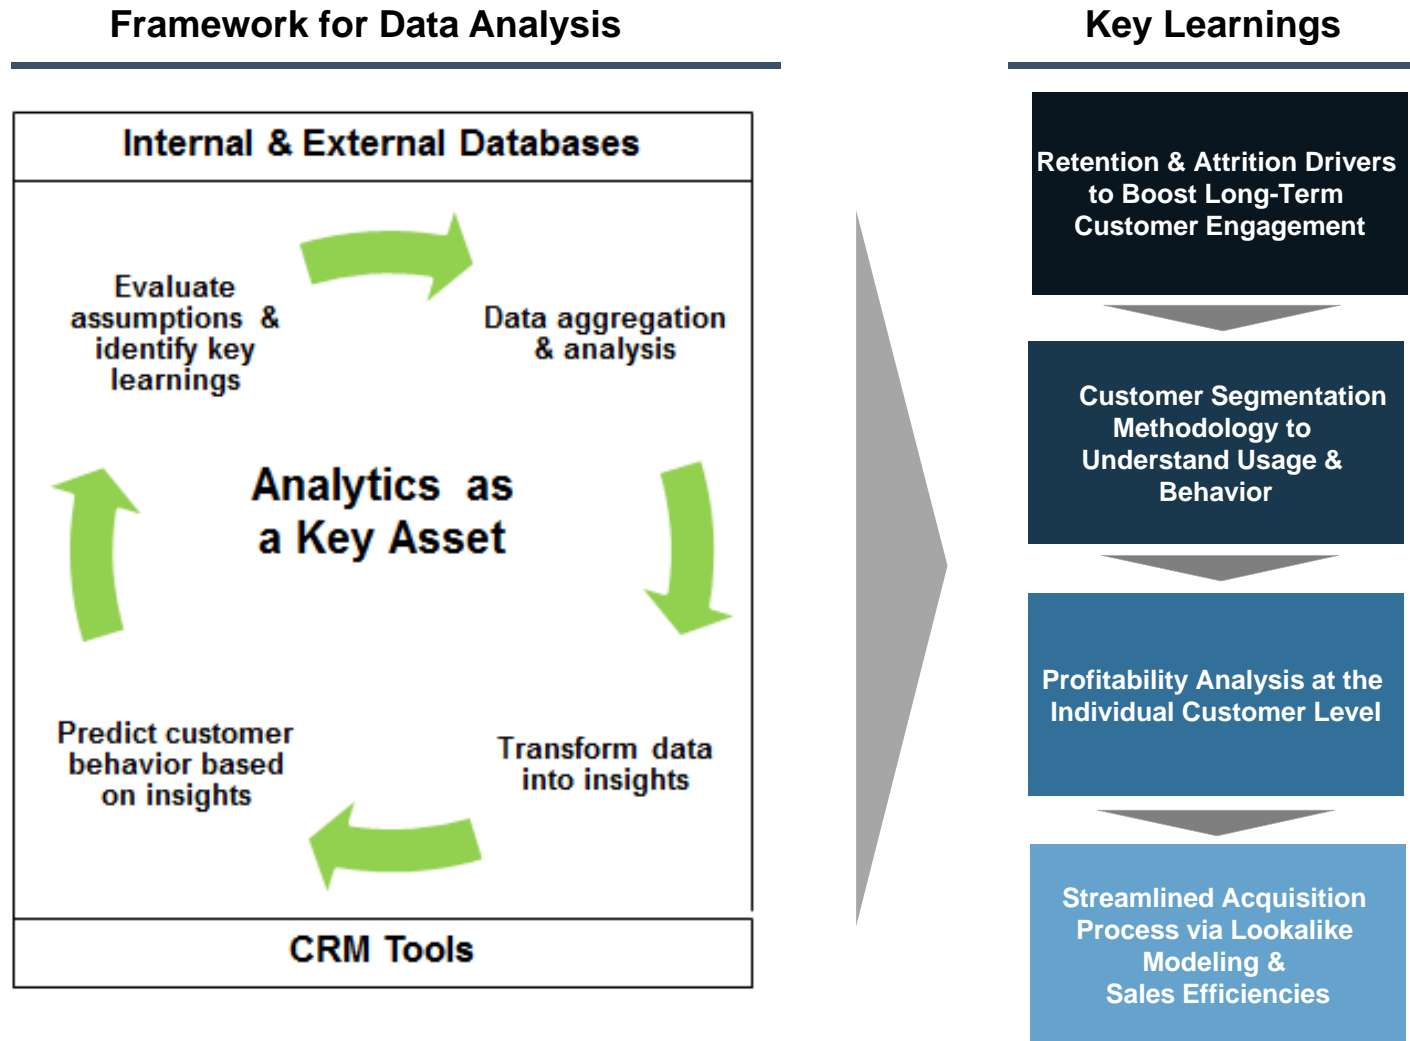 Framework for Data Analysis
Key Learnings
Internal & External Databases
Evaluate
assumptions &
identify key
learnings
Data aggregation
& analysis
Analytics as
a Key Asset
Predict customer
behavior based
on insights
Transform data
into insights
CRM Tools
Retention & Attrition Drivers
to Boost Long-Term
Customer Engagement
Customer Segmentation
Methodology to
Understand Usage &
Behavior
Profitability Analysis at the
Individual Customer Level
Streamlined Acquisition
Process via Lookalike
Modeling &
Sales Efficiencies